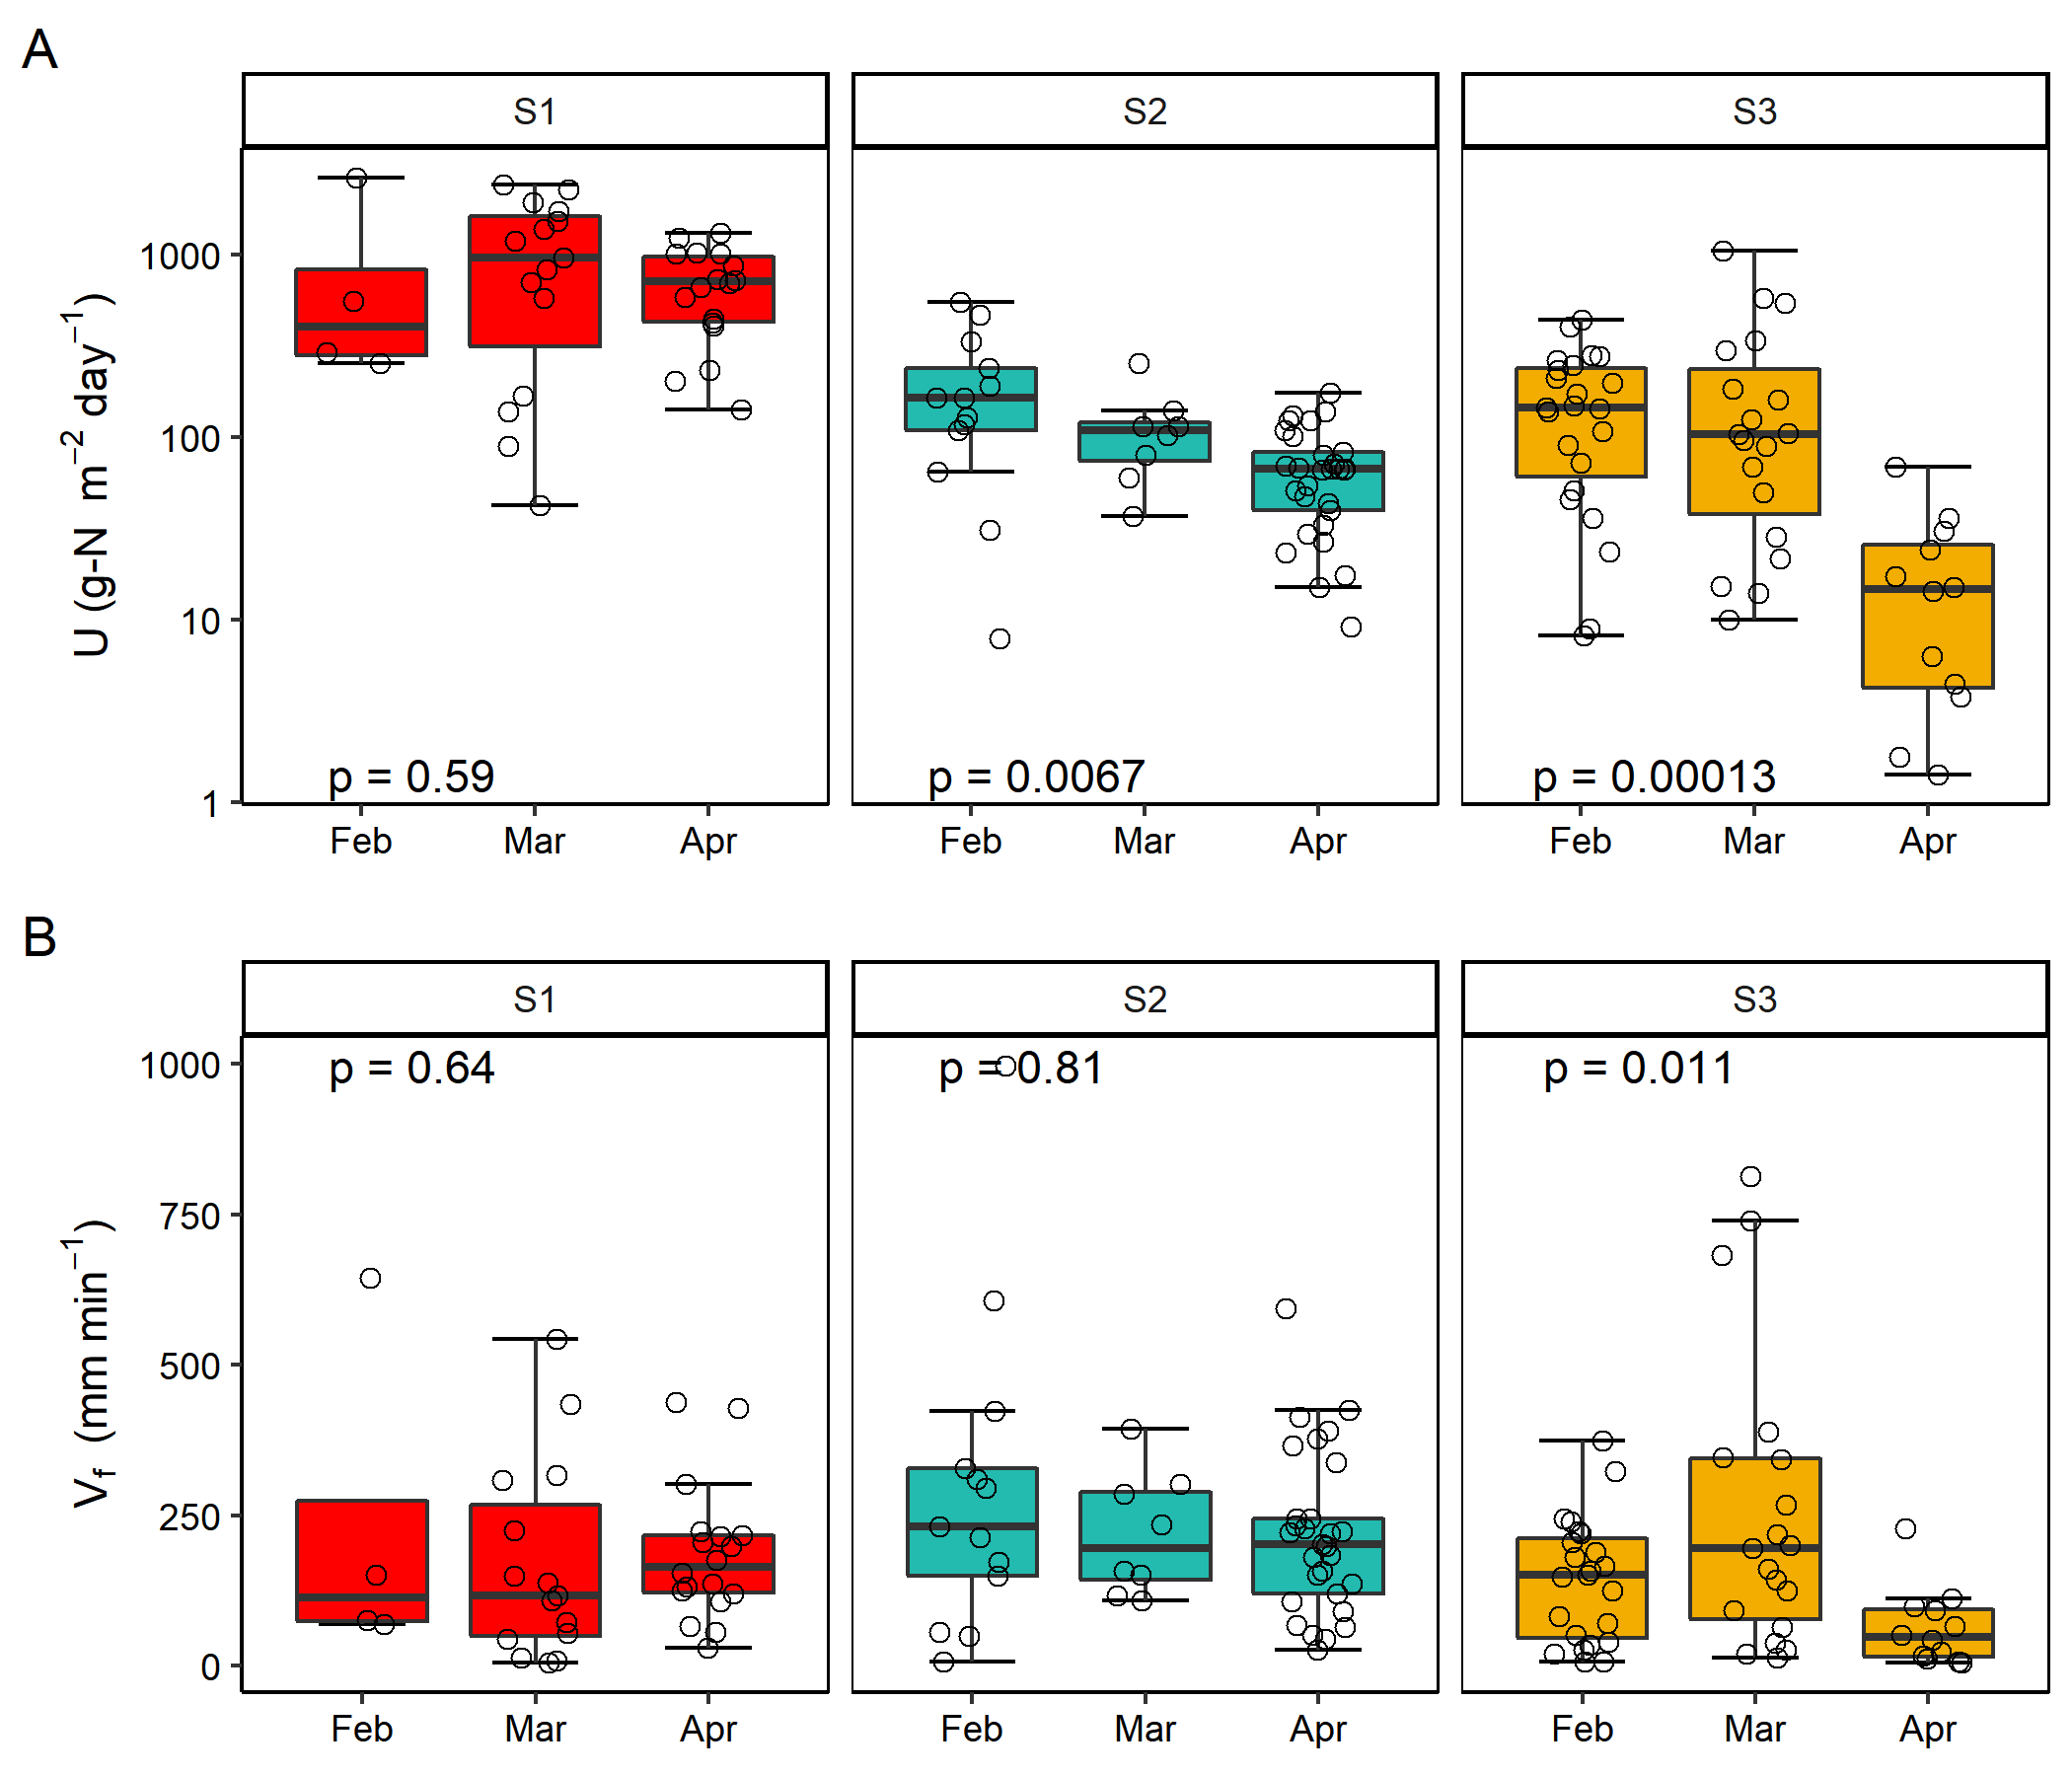 A
S1 S2 S3
U (g-N m⁻² day⁻¹)
1000
100
10
1
p = 0.59 p = 0.0067 p = 0.00013
Feb Mar Apr Feb Mar Apr Feb Mar Apr
B
S1 S2 S3
V_f (mm min⁻¹)
1000
750
500
250
0
p = 0.64 p = 0.81 p = 0.011
Feb Mar Apr Feb Mar Apr Feb Mar Apr